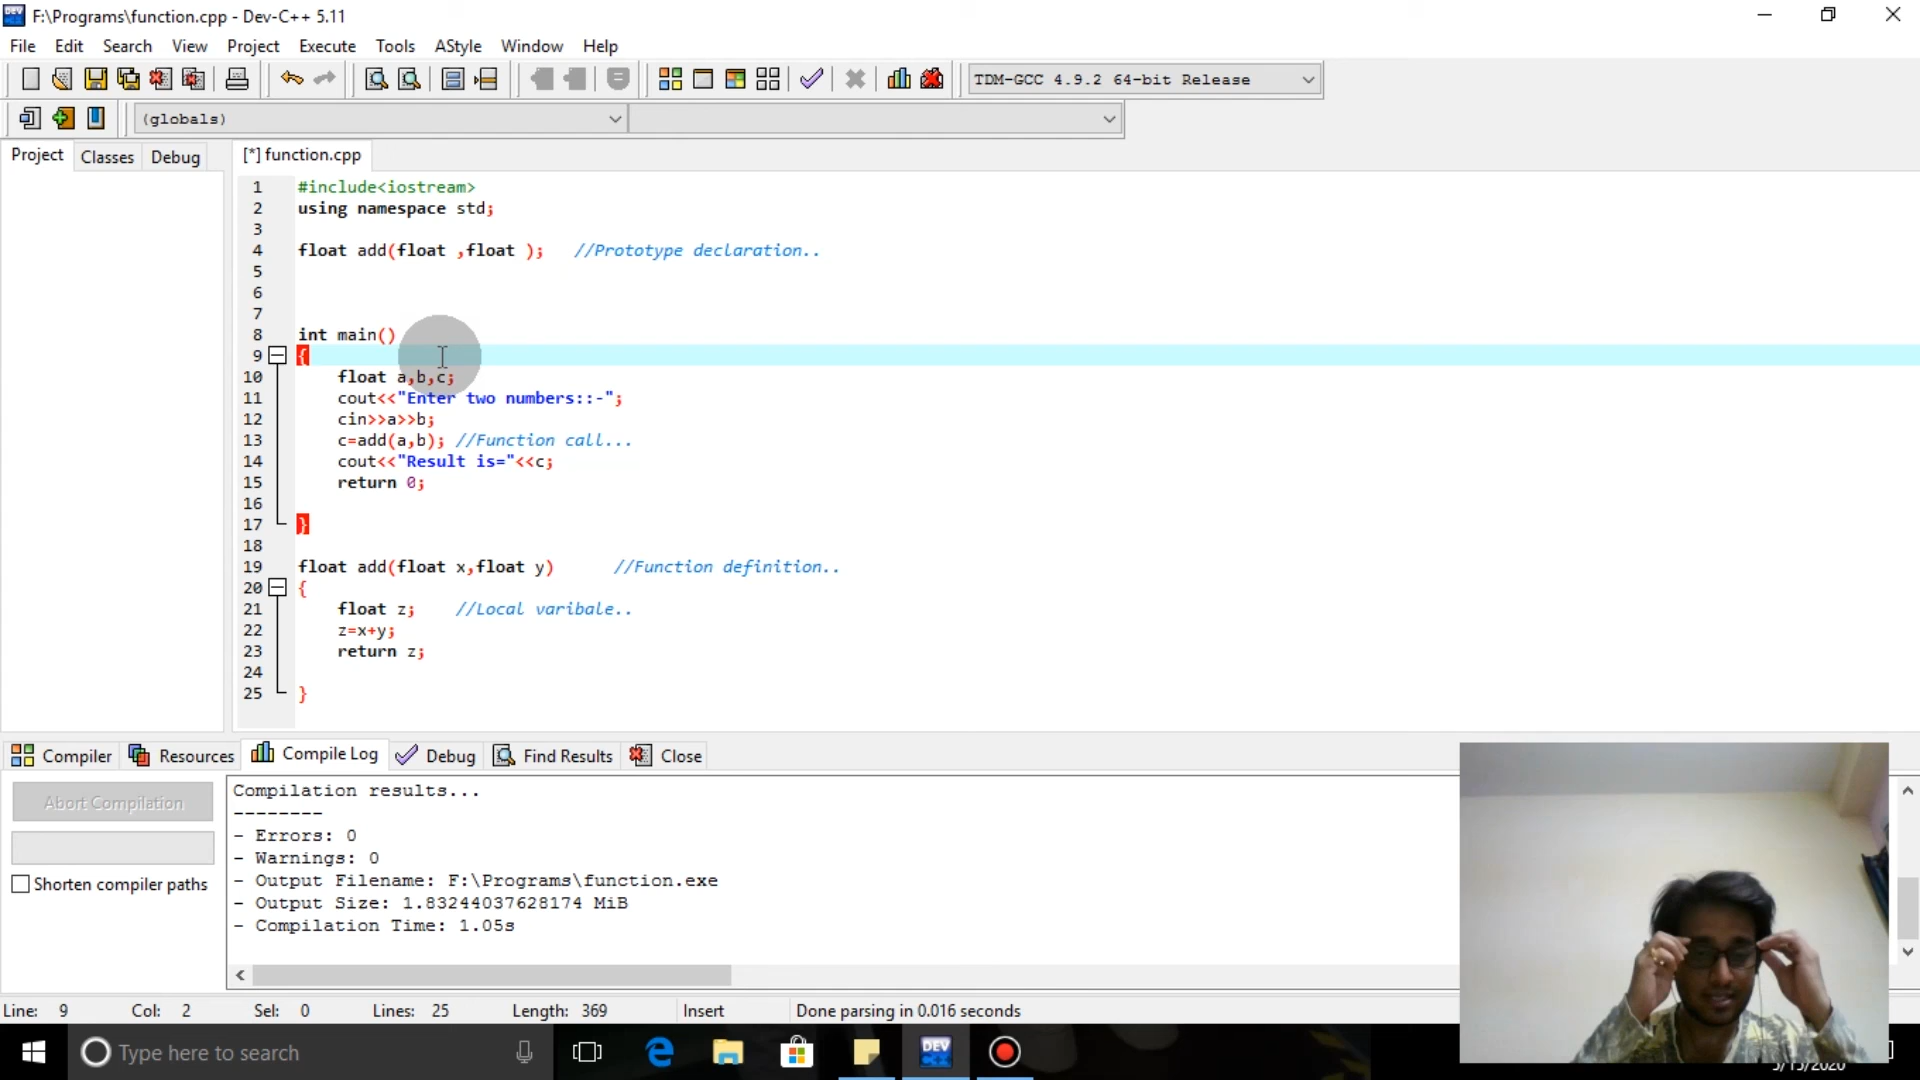 F:\Programs\function.cpp - Dev-C++ 5.11
File Edit Search View Project Execute Tools AStyle Window Help
TDM-GCC 4.9.2 64-bit Release
(globals)
Project Classes Debug [*] function.cpp
1 #include<iostream>
2 using namespace std;
3
4 float add(float ,float ); //Prototype declaration..
5
6
7
8 int main()
9 {
10 float a,b,c;
11 cout<<"Enter two numbers::-";
12 cin>>a>>b;
13 c=add(a,b); //Function call...
14 cout<<"Result is="<<c;
15 return 0;
16
17 }
18
19 float add(float x,float y) //Function definition..
20 {
21 float z; //Local varibale..
22 z=x+y;
23 return z;
24
25 }
Compiler Resources Compile Log Debug Find Results Close
Abort Compilation
Shorten compiler paths
Compilation results...
--------
- Errors: 0
- Warnings: 0
- Output Filename: F:\Programs\function.exe
- Output Size: 1.83244037628174 MiB
- Compilation Time: 1.05s
Line: 9 Col: 2 Sel: 0 Lines: 25 Length: 369 Insert Done parsing in 0.016 seconds
Type here to search
DEV C++